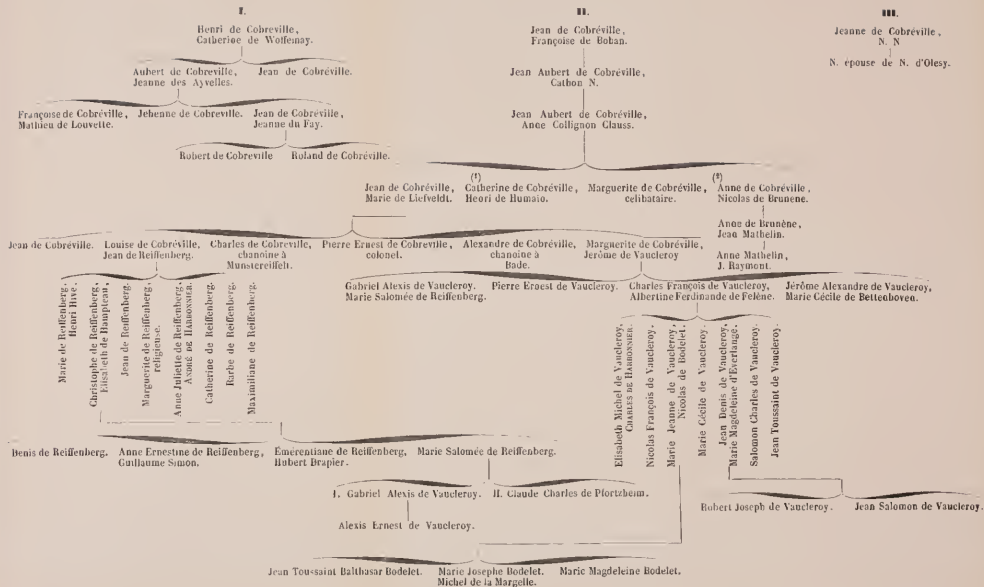 I.
Henri de Cobreville,
Catherine de Wolfeinay.
Aubert de Cobreville,
Jeanne des Ayvelles.
Jean de Cobréville.
Françoise de Cobréville,
Mathieu de Louvette.
Jehenne de Cobreville.
Jean de Cobréville,
Jeanne du Fay.
Robert de Cobreville
Roland de Cobréville.
II.
Jean de Cobréville,
Françoise de Boban.
Jean Aubert de Cobréville,
Cathon N.
Jean Aubert de Cobréville,
Anne Collignon Clauss.
III.
Jeanne de Cobréville,
N. N
N. épouse de N. d'Olesy.
Jean de Cobréville,
Marie de Liefveldt.
(1)
Catherine de Cobréville,
Henri de Humain.
Marguerite de Cobréville,
celibataire.
(2)
Anne de Cobréville,
Nicolas de Brunene.
Anne de Brunène,
Jean Mathelin.
Anne Mathelin,
J. Raymont.
Jean de Cobréville.
Louise de Cobréville,
Jean de Reiffenberg.
Charles de Cobreville,
chanoine à
Munstereiffelt.
Pierre Ernest de Cobreville,
colonel.
Alexandre de Cobréville,
chanoine à
Bade.
Marguerite de Cobréville,
Jerôme de Vaucleroy
Gabriel Alexis de Vaucleroy.
Marie Salomée de Reiffenberg.
Pierre Ernest de Vaucleroy.
Charles François de Vaucleroy,
Albertine Ferdinande de Felène.
Jérôme Alexandre de Vaucleroy,
Marie Cécile de Bettenhoven.
Marie de Reiffenberg,
Henri Hive.
Christophe de Reiffenberg,
Elisabeth de Hampteau,
Jean de Reiffenberg.
Marguerite de Reiffenberg,
religieuse.
Anne Juliette de Reiffenberg,
André de Harbonnier.
Catherine de Reiffenberg.
Barbe de Reiffenberg.
Maximiliane de Reiffenberg.
Elisabeth Michel de Vaucleroy,
Charles de Harbonnier.
Nicolas François de Vaucleroy.
Marie Jeanne de Vaucleroy,
Nicolas de Bodelet.
Marie Cécile de Vaucleroy.
Jean Denis de Vaucleroy,
Marie Magdeleine d'Everlange.
Salomon Charles de Vaucleroy.
Jean Toussaint de Vaucleroy.
Denis de Reiffenberg.
Anne Ernestine de Reiffenberg,
Guillaume Simon.
Émerentiane de Reiffenberg,
Hubert Brapier.
Marie Salomée de Reiffenberg.
I. Gabriel Alexis de Vaucleroy.
II. Claude Charles de Pfortzheim.
Alexis Ernest de Vaucleroy.
Robert Joseph de Vaucleroy.
Jean Salomon de Vaucleroy.
Jean Toussaint Balthasar Bodelet.
Marie Josephe Bodelet.
Michel de la Margelle.
Marie Magdeleine Bodelet.